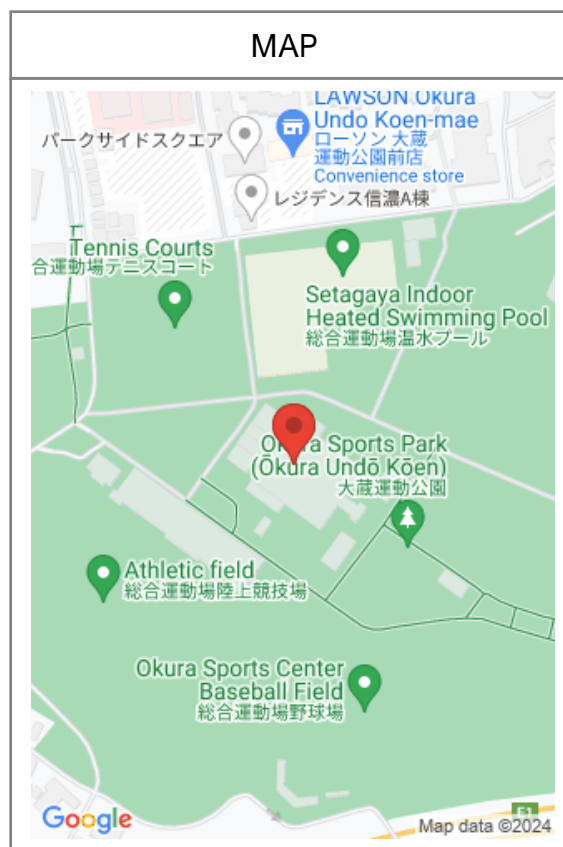 MAP
LAWSON Okura
Undo Koen-mae
ローソン 大蔵
運動公園前店
Convenience store
パークサイドスクエア
レジデンス信濃A棟
Tennis Courts
合運動場テニスコート
Setagaya Indoor
Heated Swimming Pool
総合運動場温水プール
Okura Sports Park
(Ōkura Undō Kōen)
大蔵運動公園
Athletic field
総合運動場陸上競技場
Okura Sports Center
Baseball Field
総合運動場野球場
E1
Google
Map data ©2024